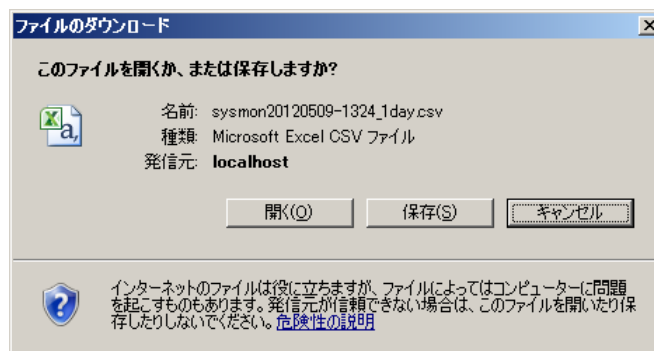 ファイルのダウンロード
このファイルを開くか、または保存しますか?
名前: sysmon20120509-1324_1day.csv
種類: Microsoft Excel CSV ファイル
発信元: localhost
開く(O) 保存(S) キャンセル
インターネットのファイルは役に立ちますが、ファイルによってはコンピューターに問題
を起こすものもあります。発信元が信頼できない場合は、このファイルを開いたり保
存したりしないでください。危険性の説明